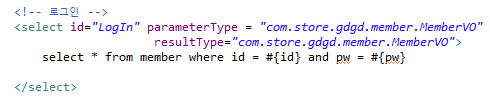 <!-- 로그인 -->
<select id="LogIn" parameterType = "com.store.gdgd.member.MemberVO"
resultType="com.store.gdgd.member.MemberVO">
select * from member where id = #{id} and pw = #{pw}
</select>